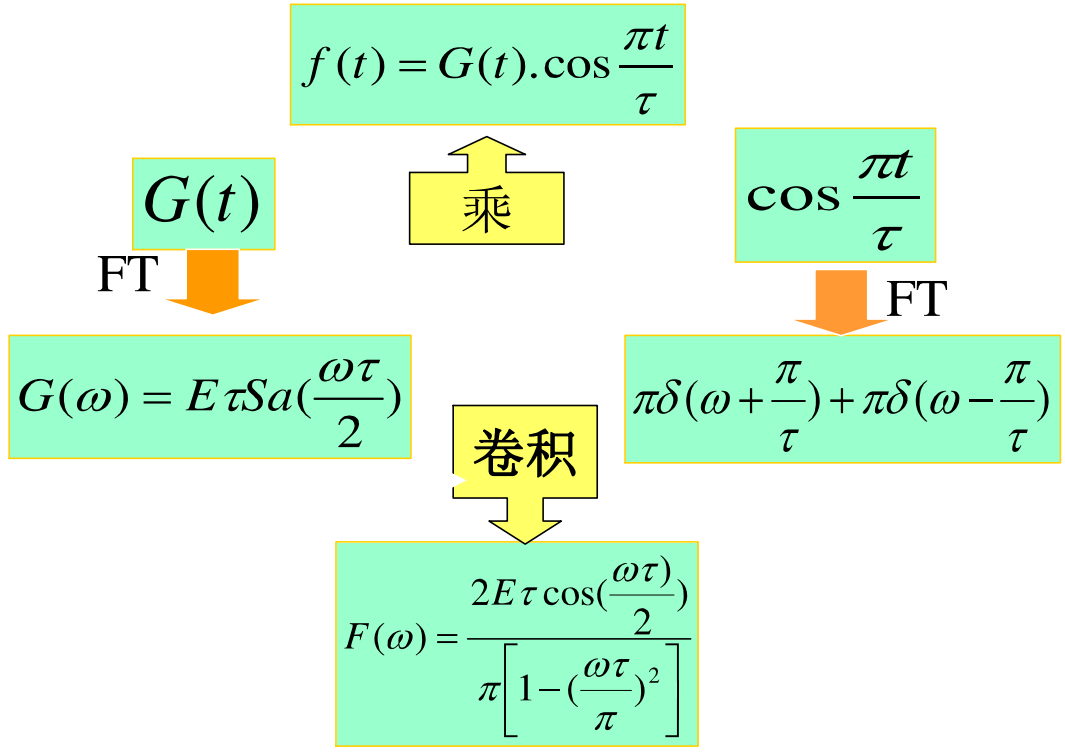 f(t) = G(t).cos πt/τ
乘
G(t)
cos πt/τ
FT
FT
G(ω) = EτSa(ωτ/2)
πδ(ω + π/τ) + πδ(ω − π/τ)
卷积
F(ω) = 2Eτ cos(ωτ)/2) / π[1 − (ωτ/π)²]